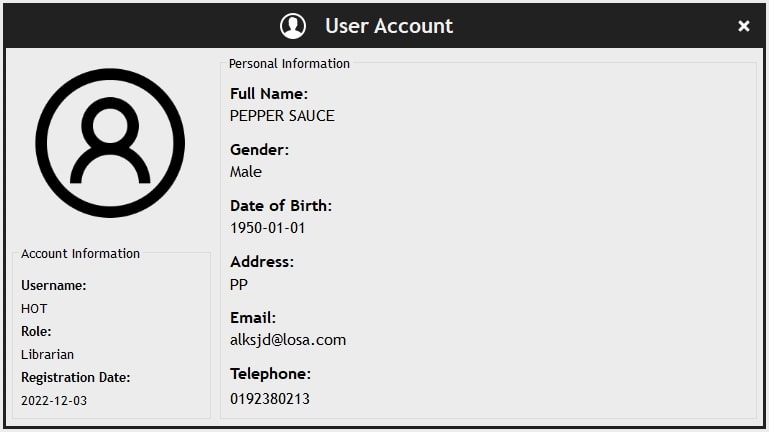 User Account
×
Account Information
Username:
HOT
Role:
Librarian
Registration Date:
2022-12-03
Personal Information
Full Name:
PEPPER SAUCE
Gender:
Male
Date of Birth:
1950-01-01
Address:
PP
Email:
alksjd@losa.com
Telephone:
0192380213